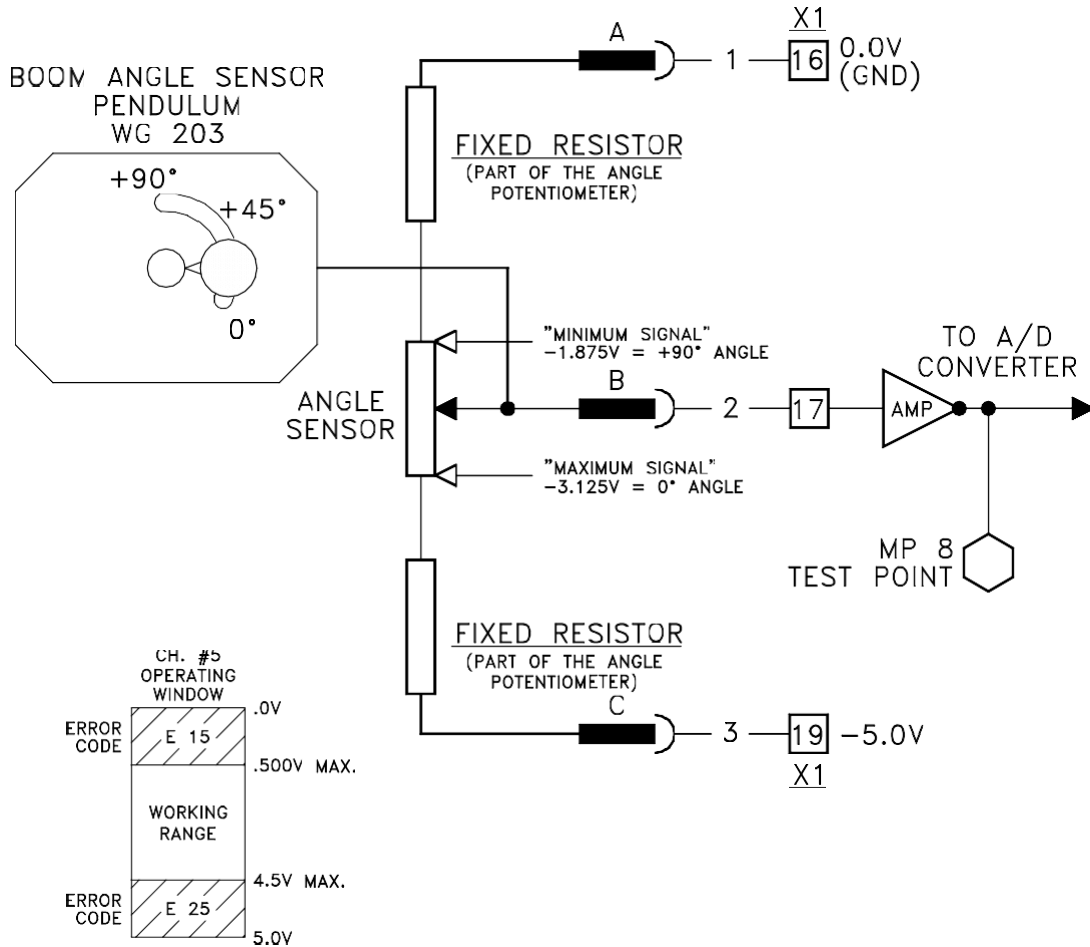 BOOM ANGLE SENSOR
PENDULUM
WG 203
+90°
+45°
0°
A
1
X1
16
0.0V
(GND)
FIXED RESISTOR
(PART OF THE ANGLE
POTENTIOMETER)
"MINIMUM SIGNAL"
-1.875V = +90° ANGLE
ANGLE
SENSOR
B
2
17
AMP
TO A/D
CONVERTER
"MAXIMUM SIGNAL"
-3.125V = 0° ANGLE
MP 8
TEST POINT
FIXED RESISTOR
(PART OF THE ANGLE
POTENTIOMETER)
C
3
19
-5.0V
X1
CH. #5
OPERATING
WINDOW
.0V
ERROR
CODE
E 15
.500V MAX.
WORKING
RANGE
4.5V MAX.
ERROR
CODE
E 25
5.0V